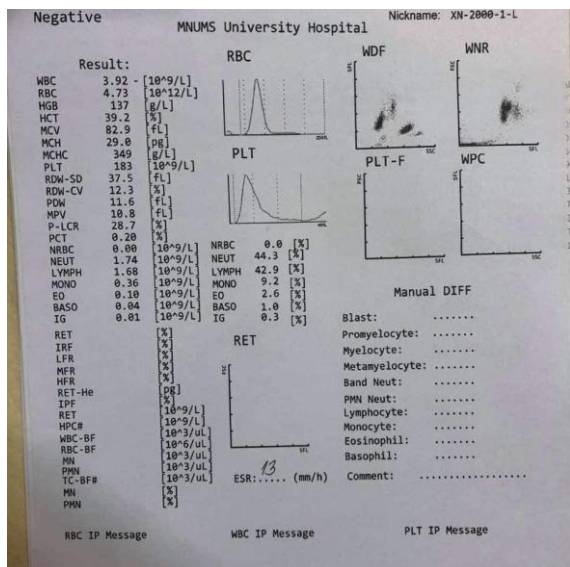 Negative
Nickname: XN-2000-1-L
MNUMS University Hospital
Result:
WBC 3.92 - [10^9/L]
RBC 4.73 [10^12/L]
HGB 137 [g/L]
HCT 39.2 [%]
MCV 82.9 [fL]
MCH 29.0 [pg]
MCHC 349 [g/L]
PLT 183 [10^9/L]
RDW-SD 37.5 [fL]
RDW-CV 12.3 [%]
PDW 11.6 [fL]
MPV 10.8 [fL]
P-LCR 28.7 [%]
PCT 0.20 [%]
NRBC 0.00 [10^9/L]
NEUT 1.74 [10^9/L]
LYMPH 1.68 [10^9/L]
MONO 0.36 [10^9/L]
EO 0.10 [10^9/L]
BASO 0.04 [10^9/L]
IG 0.01 [10^9/L]
RET [%]
IRF [%]
LFR [%]
MFR [%]
HFR [%]
RET-He [pg]
IPF [%]
RET [10^9/L]
HPC# [10^9/L]
WBC-BF [10^3/uL]
RBC-BF [10^6/uL]
MN [10^3/uL]
PMN [10^3/uL]
TC-BF# [10^3/uL]
MN [%]
PMN [%]
RBC
PLT
NRBC 0.0 [%]
NEUT 44.3 [%]
LYMPH 42.9 [%]
MONO 9.2 [%]
EO 2.6 [%]
BASO 1.0 [%]
IG 0.3 [%]
RET
SFL
ESR:..... 13 (mm/h)
WDF
SFL
SSC
WNR
FSC
SFL
PLT-F
SFL
WPC
SSC
Manual DIFF
Blast: .......
Promyelocyte: .......
Myelocyte: .......
Metamyelocyte: .......
Band Neut: .......
PMN Neut: .......
Lymphocyte: .......
Monocyte: .......
Eosinophil: .......
Basophil: .......
Comment: ..................
RBC IP Message
WBC IP Message
PLT IP Message